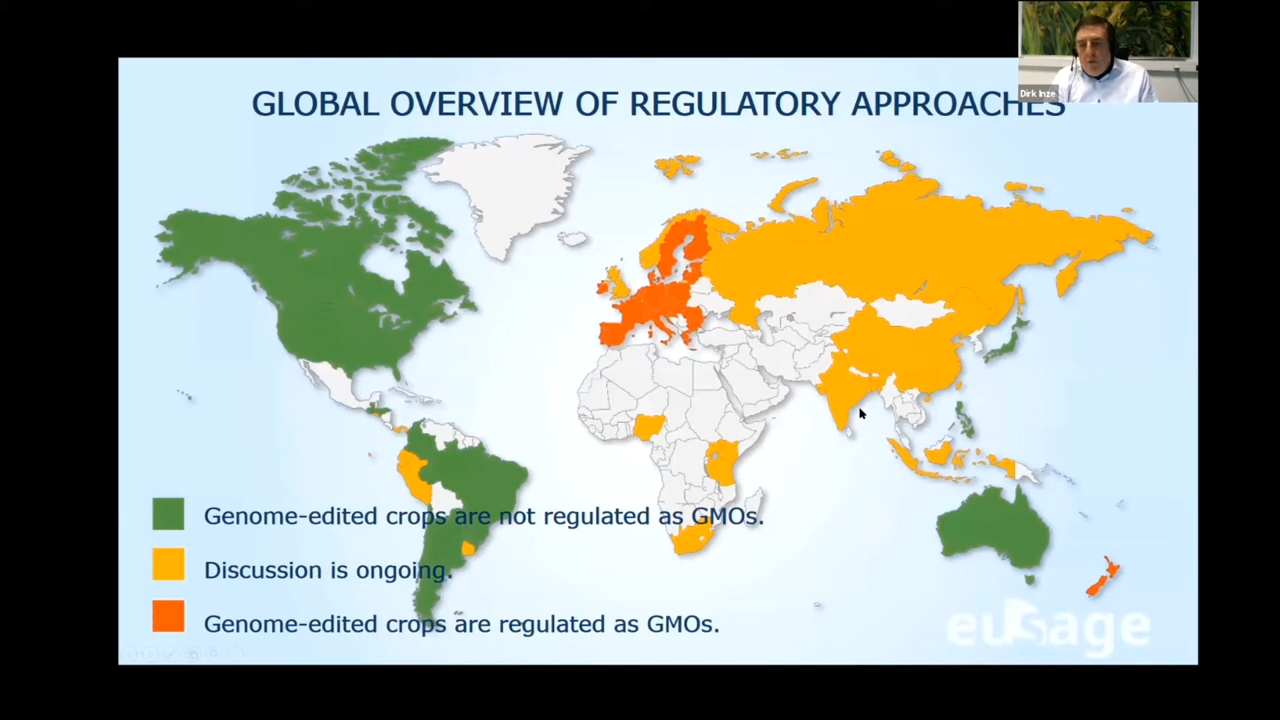 Dirk Inze
GLOBAL OVERVIEW OF REGULATORY APPROACHES
Genome-edited crops are not regulated as GMOs.
Discussion is ongoing.
Genome-edited crops are regulated as GMOs.
eusage